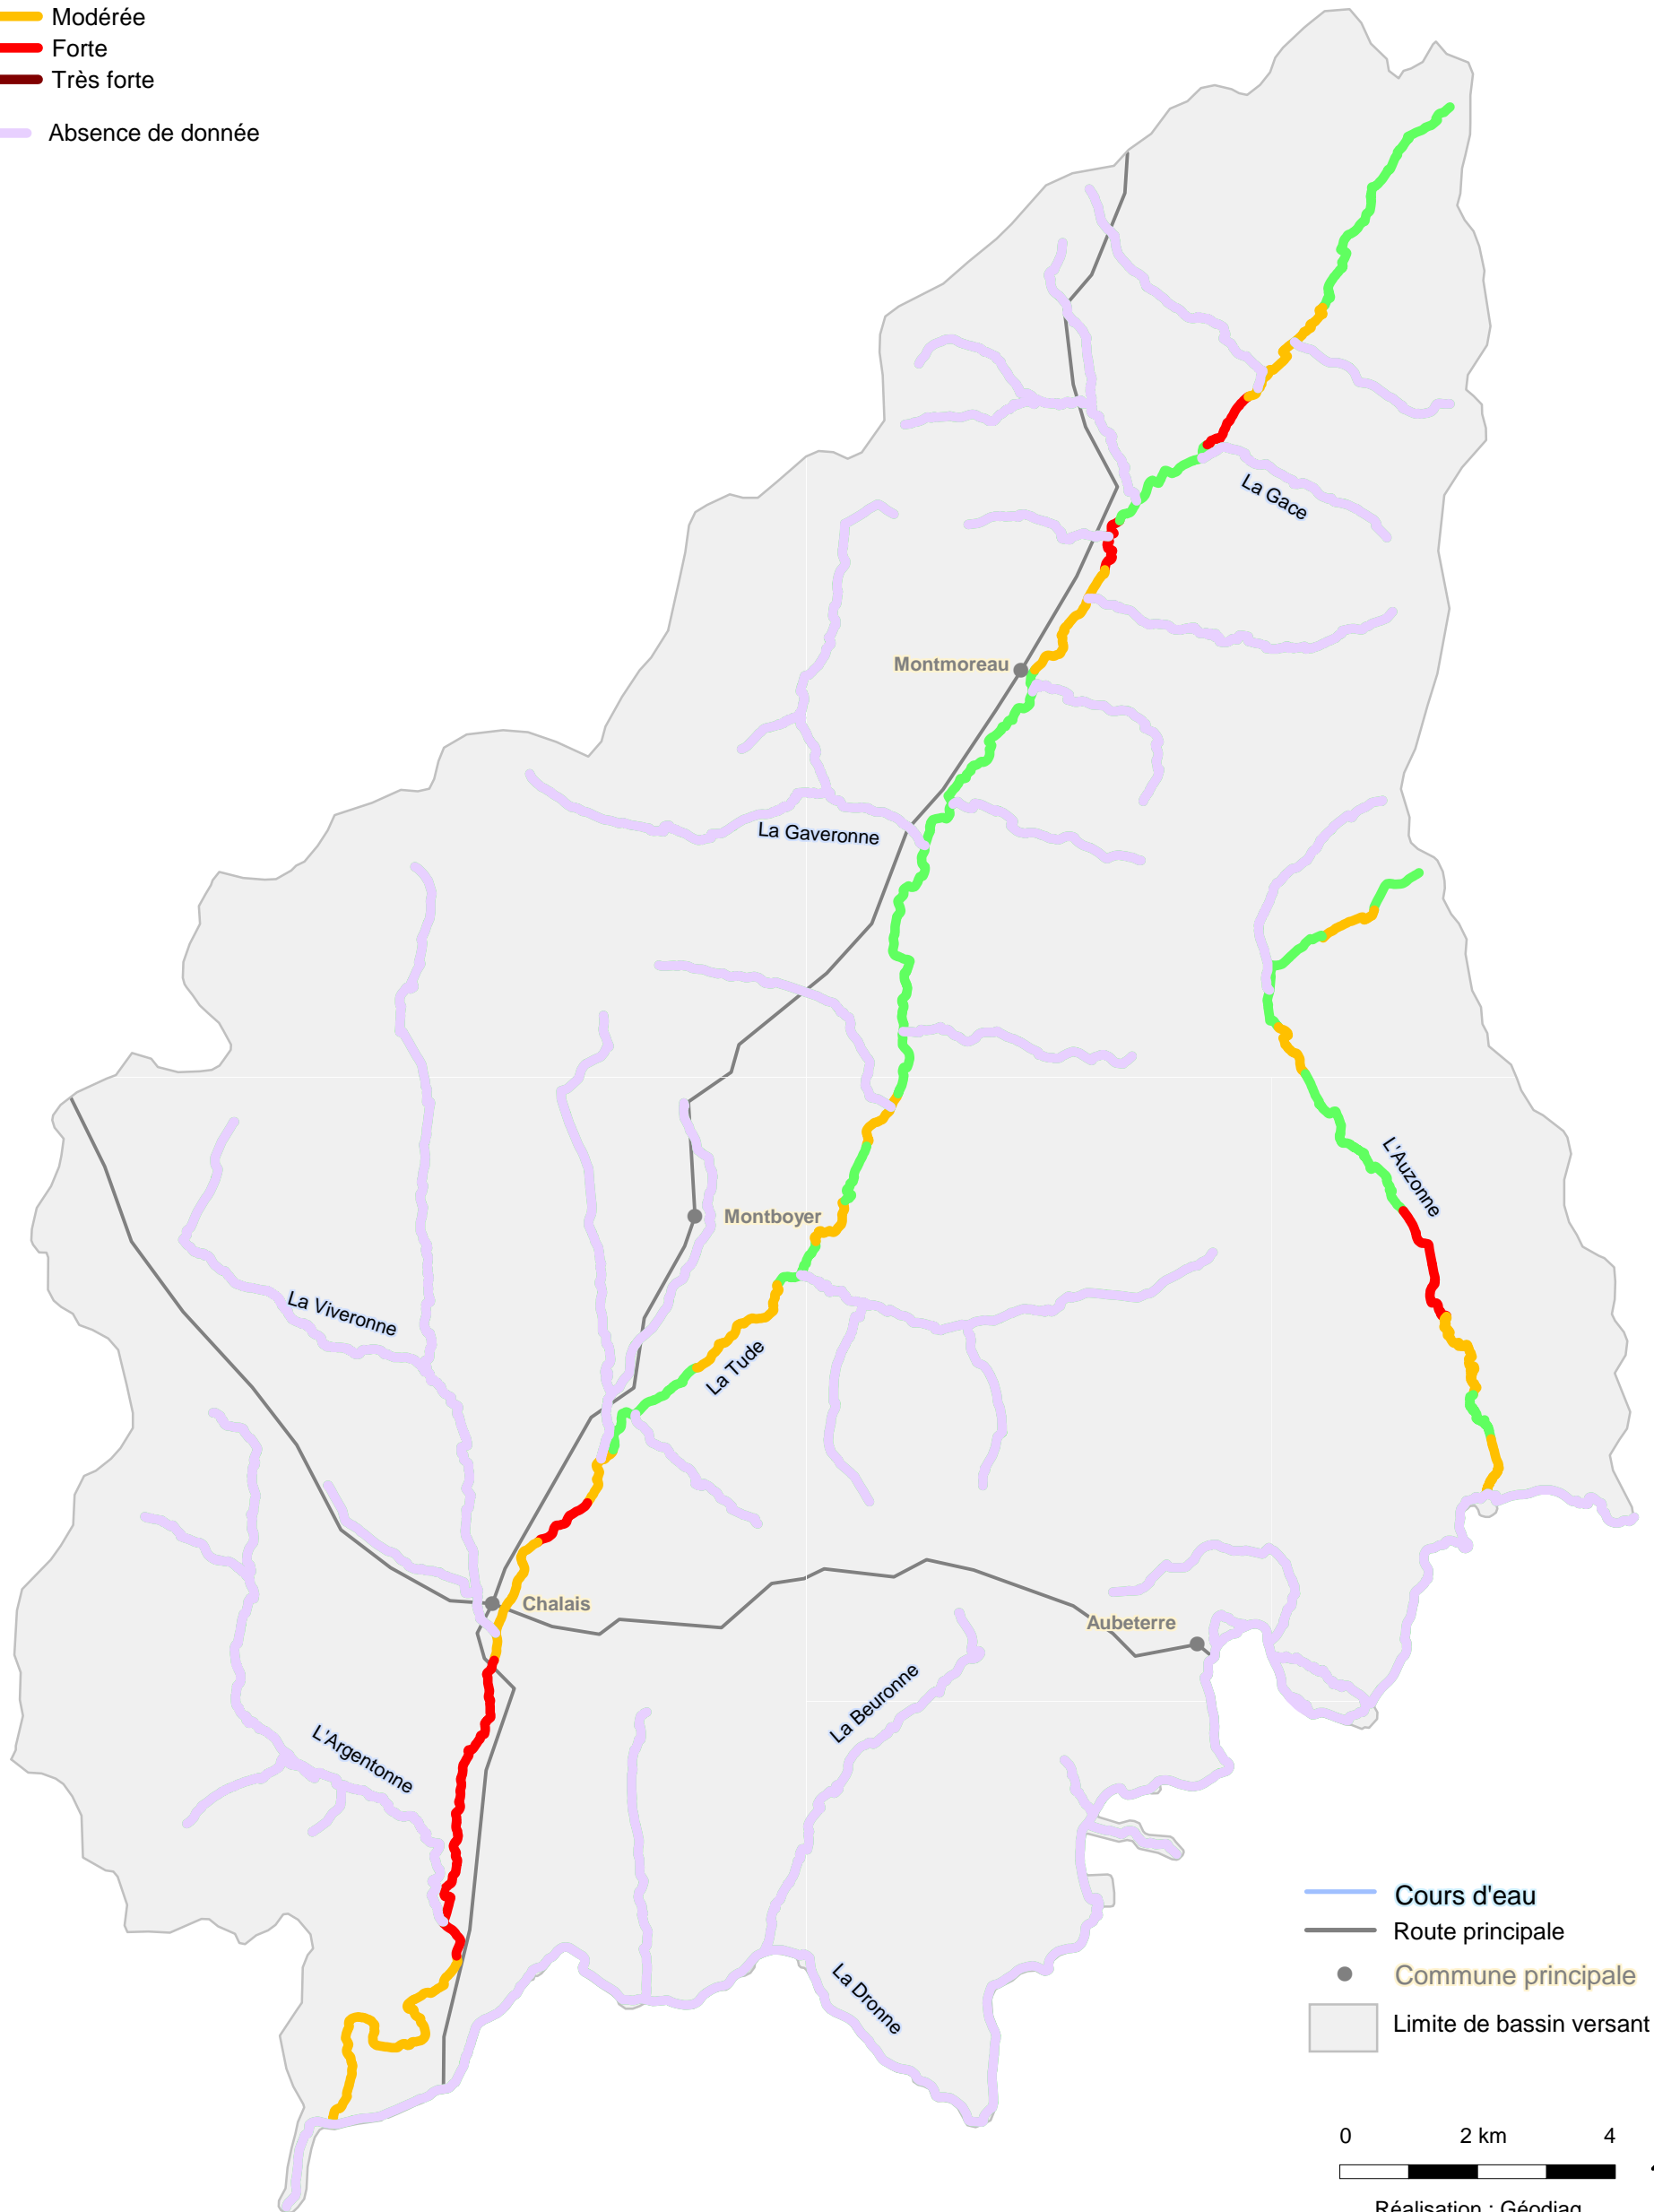 Modérée
Forte
Très forte
Absence de donnée
La Gace
Montmoreau
La Gaveronne
L'Auzonne
Montboyer
La Viveronne
La Tude
Chalais
Aubeterre
La Beuronne
L'Argentonne
La Dronne
Cours d'eau
Route principale
Commune principale
Limite de bassin versant
0 2 km 4
Réalisation : Géodiag